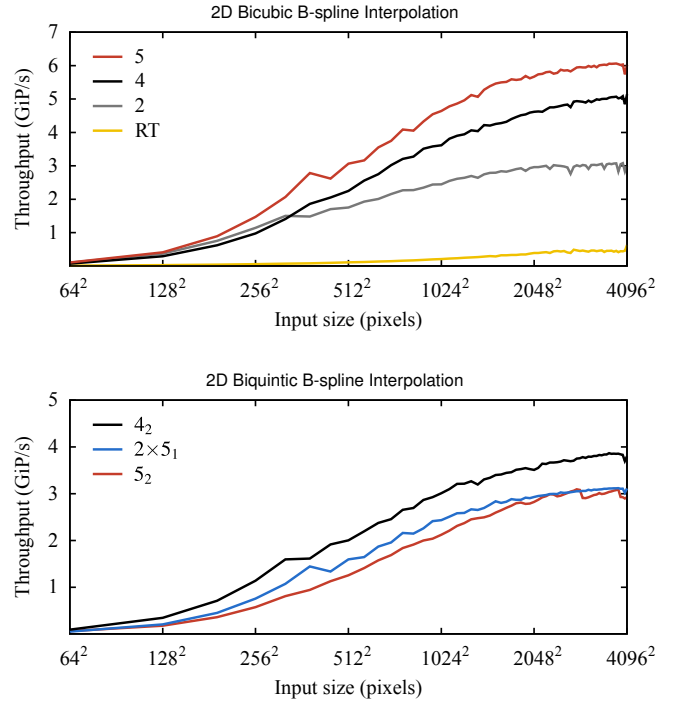 2D Bicubic B-spline Interpolation
Throughput (GiP/s)
7
6
5
4
3
2
1
5
4
2
RT
64² 128² 256² 512² 1024² 2048² 4096²
Input size (pixels)
2D Biquintic B-spline Interpolation
Throughput (GiP/s)
5
4
3
2
1
4₂
2×5₁
5₂
64² 128² 256² 512² 1024² 2048² 4096²
Input size (pixels)